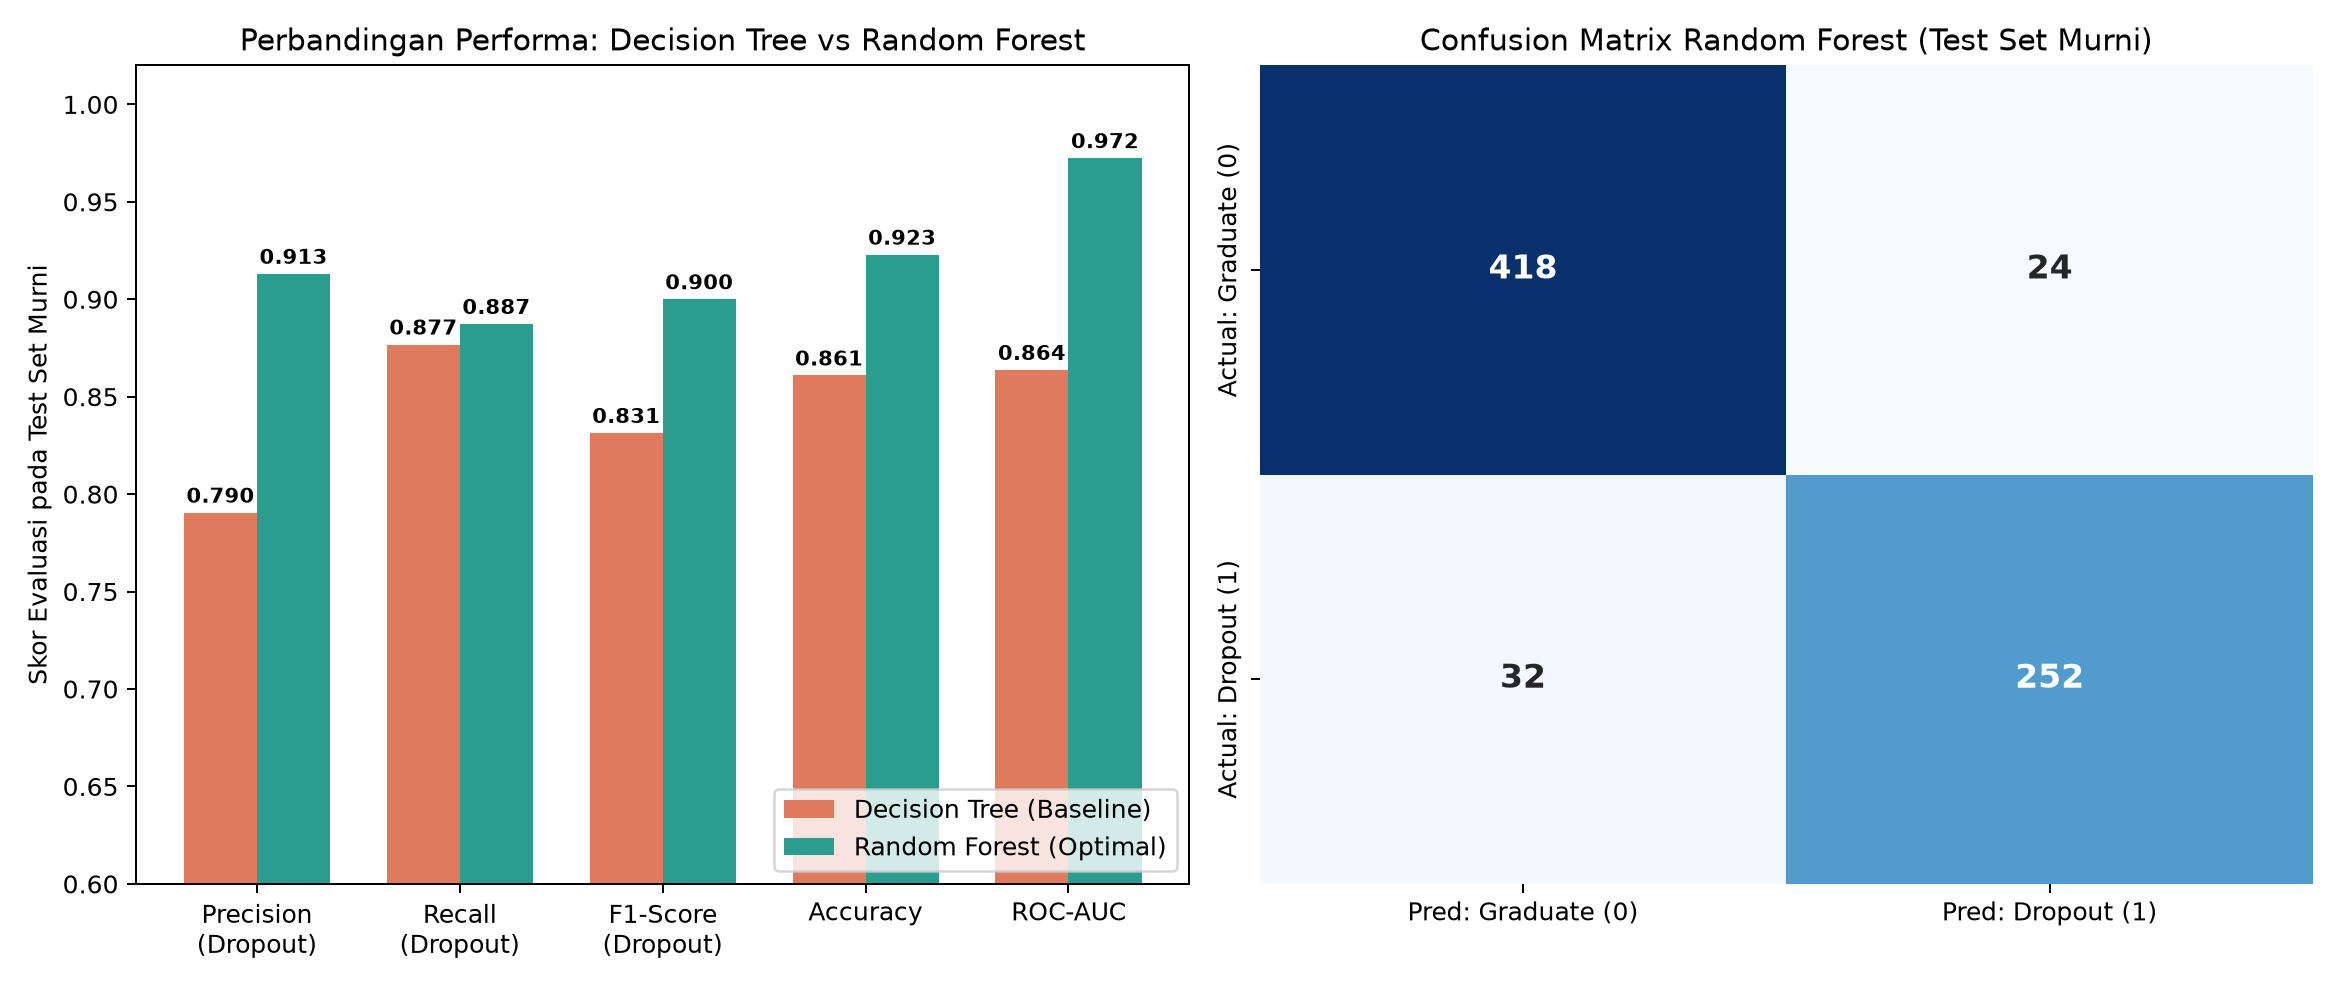 Perbandingan Performa: Decision Tree vs Random Forest
Skor Evaluasi pada Test Set Murni
1.00
0.95
0.90
0.85
0.80
0.75
0.70
0.65
0.60
0.790
0.913
0.877
0.887
0.831
0.900
0.861
0.923
0.864
0.972
Decision Tree (Baseline)
Random Forest (Optimal)
Precision
(Dropout)
Recall
(Dropout)
F1-Score
(Dropout)
Accuracy
ROC-AUC
Confusion Matrix Random Forest (Test Set Murni)
Actual: Graduate (0)
418
24
Actual: Dropout (1)
32
252
Pred: Graduate (0)
Pred: Dropout (1)